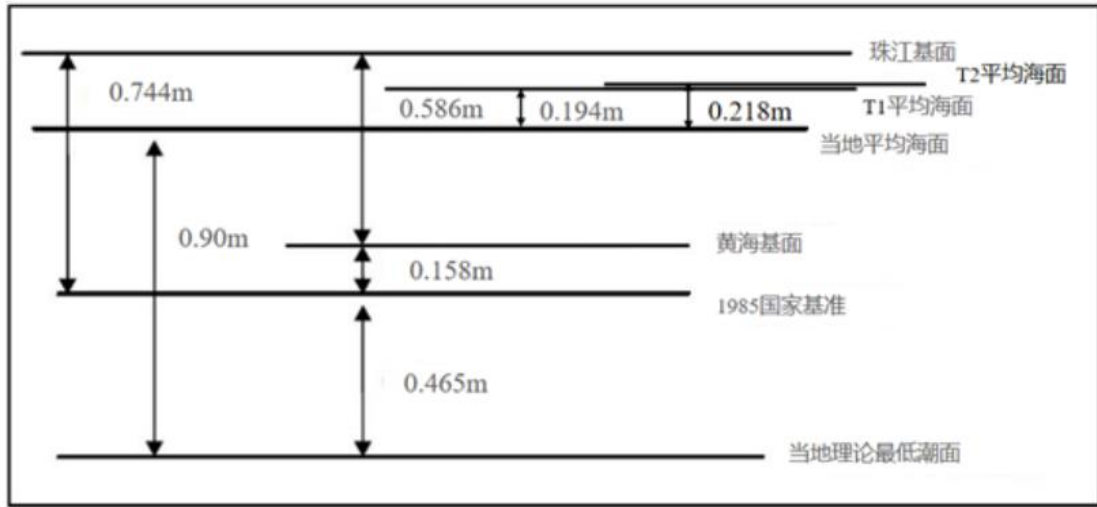 珠江基面
T2平均海面
0.744m
0.586m
0.194m
0.218m
T1平均海面
当地平均海面
0.90m
黄海基面
0.158m
1985国家基准
0.465m
当地理论最低潮面